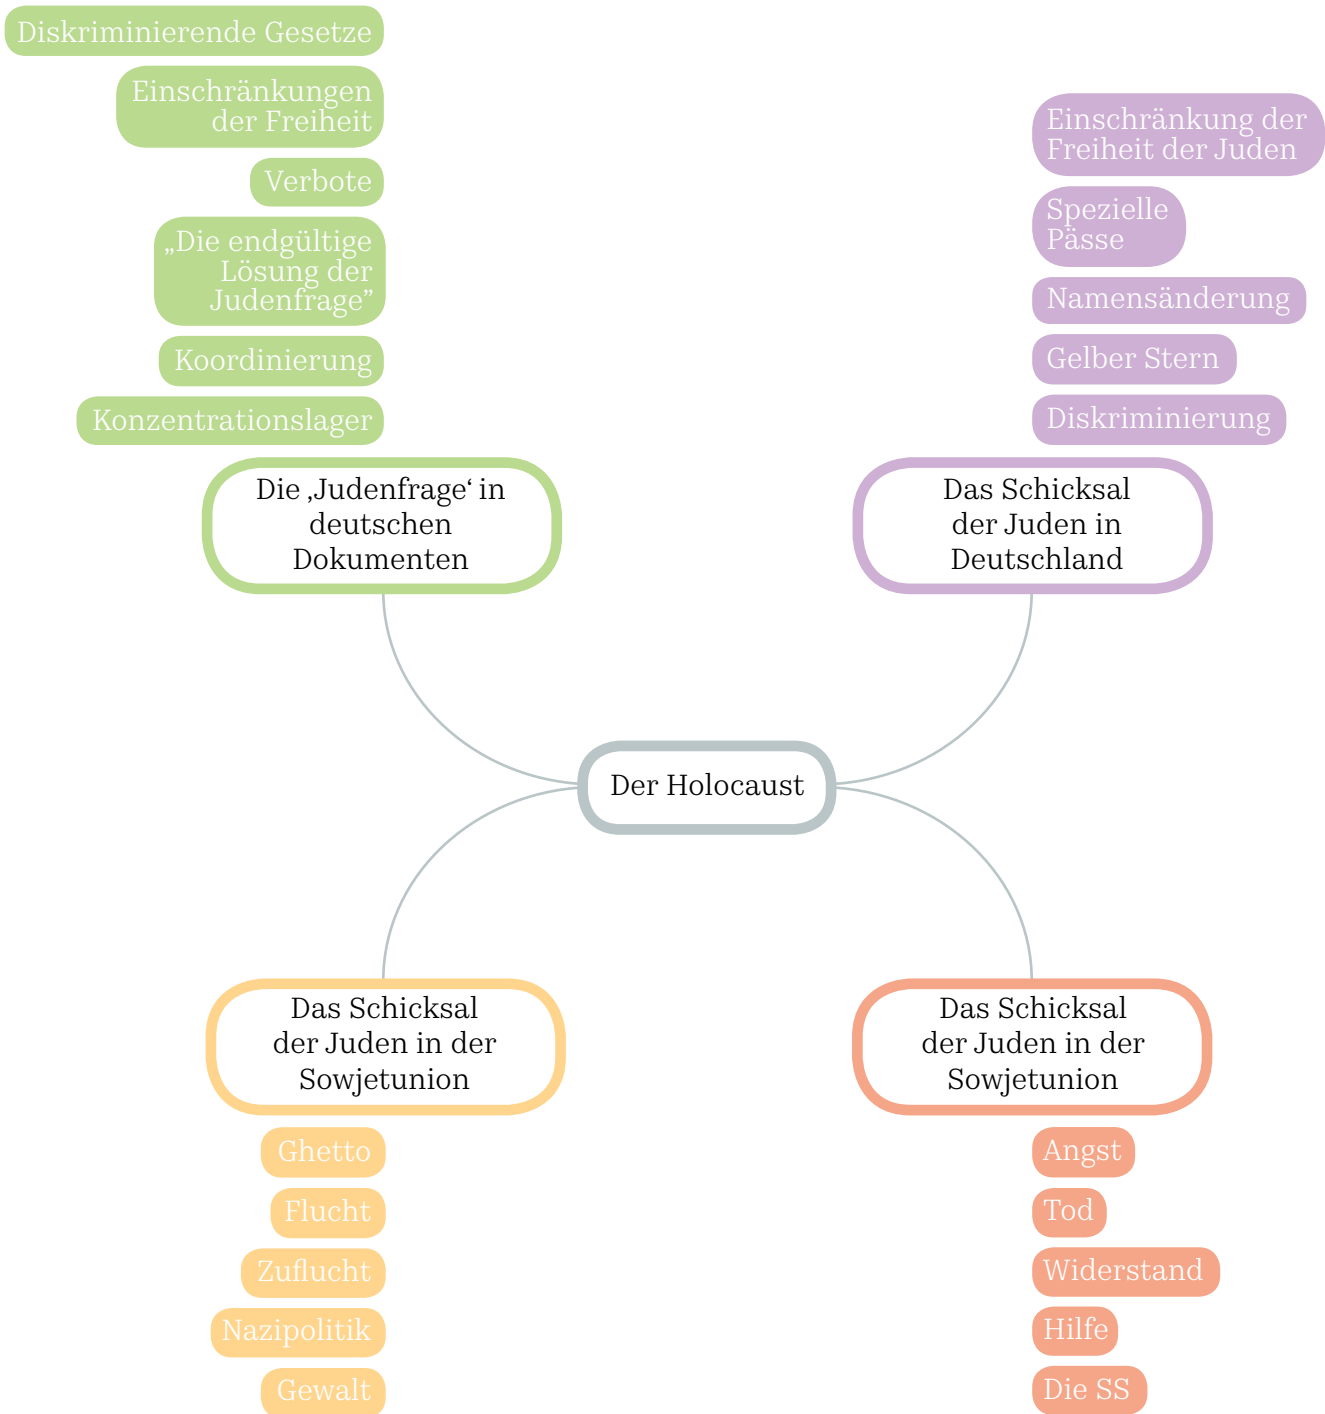 Diskriminierende Gesetze
Einschränkungen
der Freiheit
Verbote
„Die endgültige
Lösung der
Judenfrage”
Koordinierung
Konzentrationslager
Die ‚Judenfrage‘ in
deutschen
Dokumenten
Einschränkung der
Freiheit der Juden
Spezielle
Pässe
Namensänderung
Gelber Stern
Diskriminierung
Das Schicksal
der Juden in
Deutschland
Der Holocaust
Das Schicksal
der Juden in der
Sowjetunion
Ghetto
Flucht
Zuflucht
Nazipolitik
Gewalt
Das Schicksal
der Juden in der
Sowjetunion
Angst
Tod
Widerstand
Hilfe
Die SS